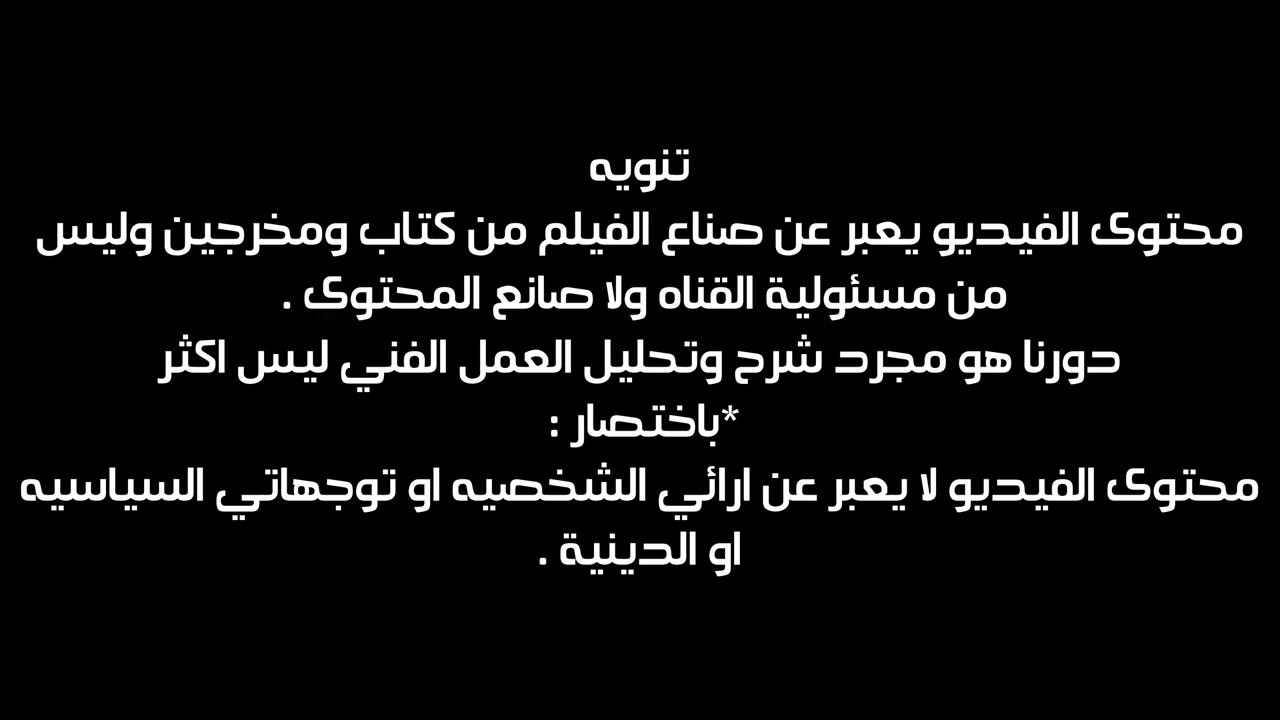 تنويه
محتوى الفيديو يعبر عن صناع الفيلم من كتاب ومخرجين وليس
من مسئولية القناه ولا صانع المحتوى .
دورنا هو مجرد شرح وتحليل العمل الفني ليس اكثر
*باختصار :
محتوى الفيديو لا يعبر عن ارائي الشخصيه او توجهاتي السياسيه
او الدينية .